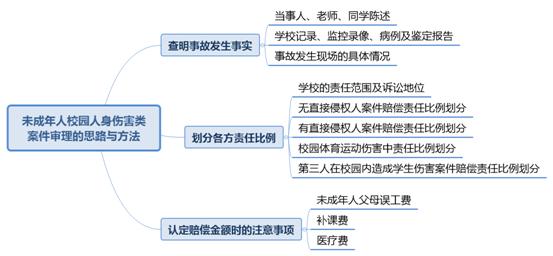 未成年人校园人身伤害类
案件审理的思路与方法
查明事故发生事实
当事人、老师、同学陈述
学校记录、监控录像、病例及鉴定报告
事故发生现场的具体情况
划分各方责任比例
学校的责任范围及诉讼地位
无直接侵权人案件赔偿责任比例划分
有直接侵权人案件赔偿责任比例划分
校园体育运动伤害中责任比例划分
第三人在校园内造成学生伤害案件赔偿责任比例划分
认定赔偿金额时的注意事项
未成年人父母误工费
补课费
医疗费